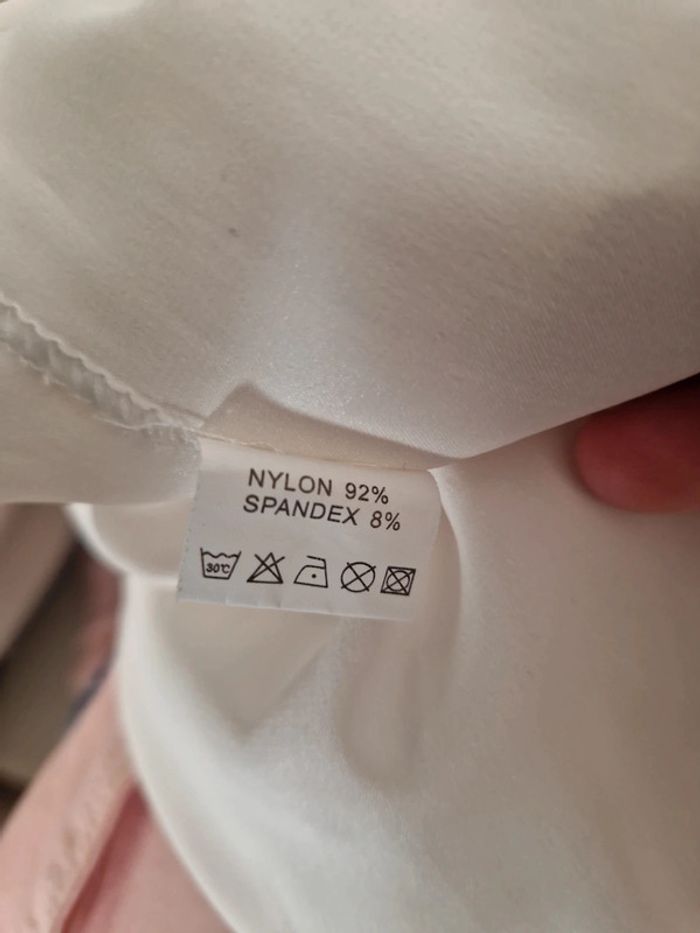 NYLON 92%
SPANDEX 8%
30℃